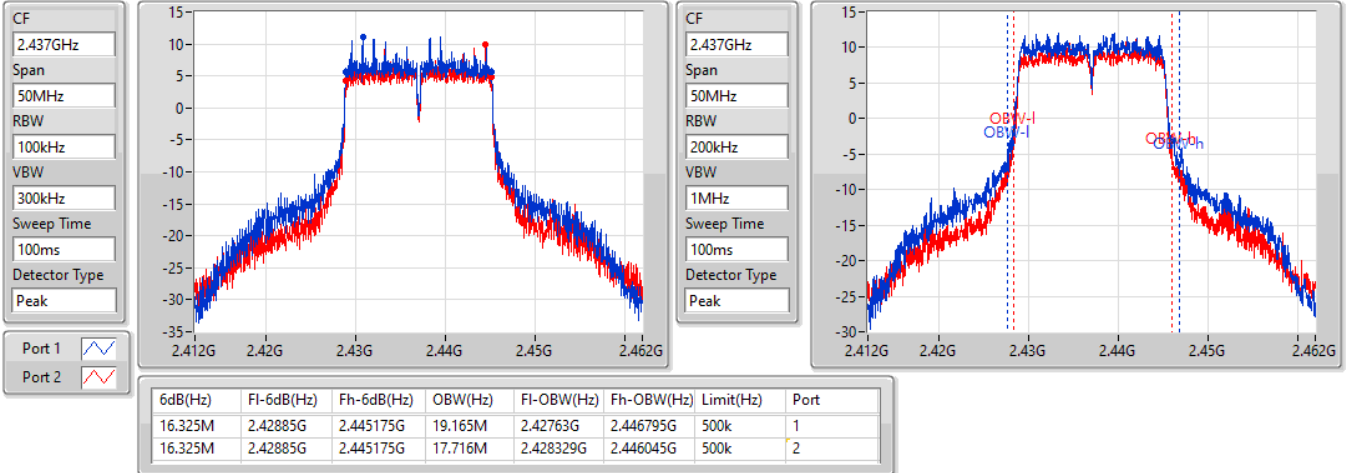 CF
2.437GHz
Span
50MHz
RBW
100kHz
VBW
300kHz
Sweep Time
100ms
Detector Type
Peak
Port 1
Port 2
15
10
5
0
-5
-10
-15
-20
-25
-30
-35
2.412G 2.42G 2.43G 2.44G 2.45G 2.462G
CF
2.437GHz
Span
50MHz
RBW
200kHz
VBW
1MHz
Sweep Time
100ms
Detector Type
Peak
15
10
5
0
-5
-10
-15
-20
-25
-30
OBW-l
OBW-l
OBW-h
OBW-h
2.412G 2.42G 2.43G 2.44G 2.45G 2.462G
6dB(Hz) Fl-6dB(Hz) Fh-6dB(Hz) OBW(Hz) Fl-OBW(Hz) Fh-OBW(Hz) Limit(Hz) Port
16.325M 2.42885G 2.445175G 19.165M 2.42763G 2.446795G 500k 1
16.325M 2.42885G 2.445175G 17.716M 2.428329G 2.446045G 500k 2